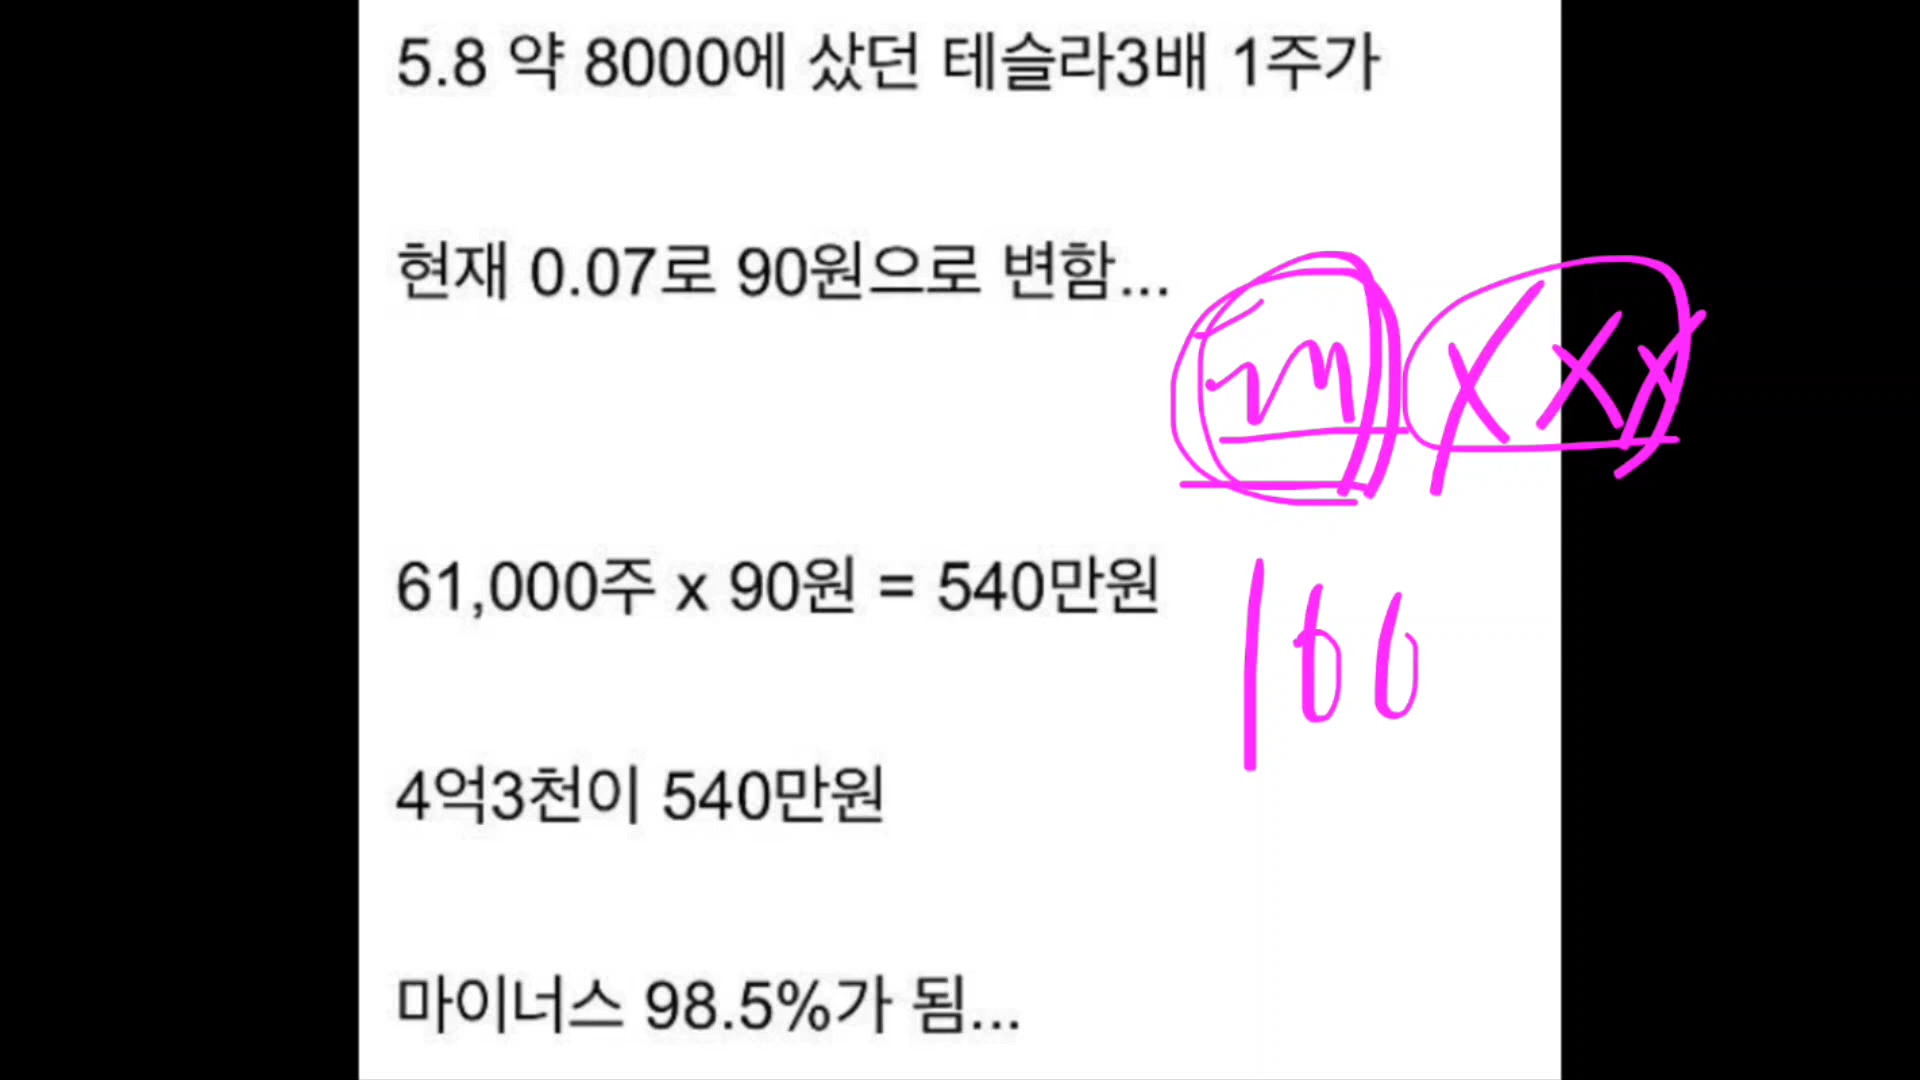 5.8 약 8000에 샀던 테슬라3배 1주가
현재 0.07로 90원으로 변함...
XXX
61,000주 x 90원 = 540만원
100
4억3천이 540만원
마이너스 98.5%가 됨...